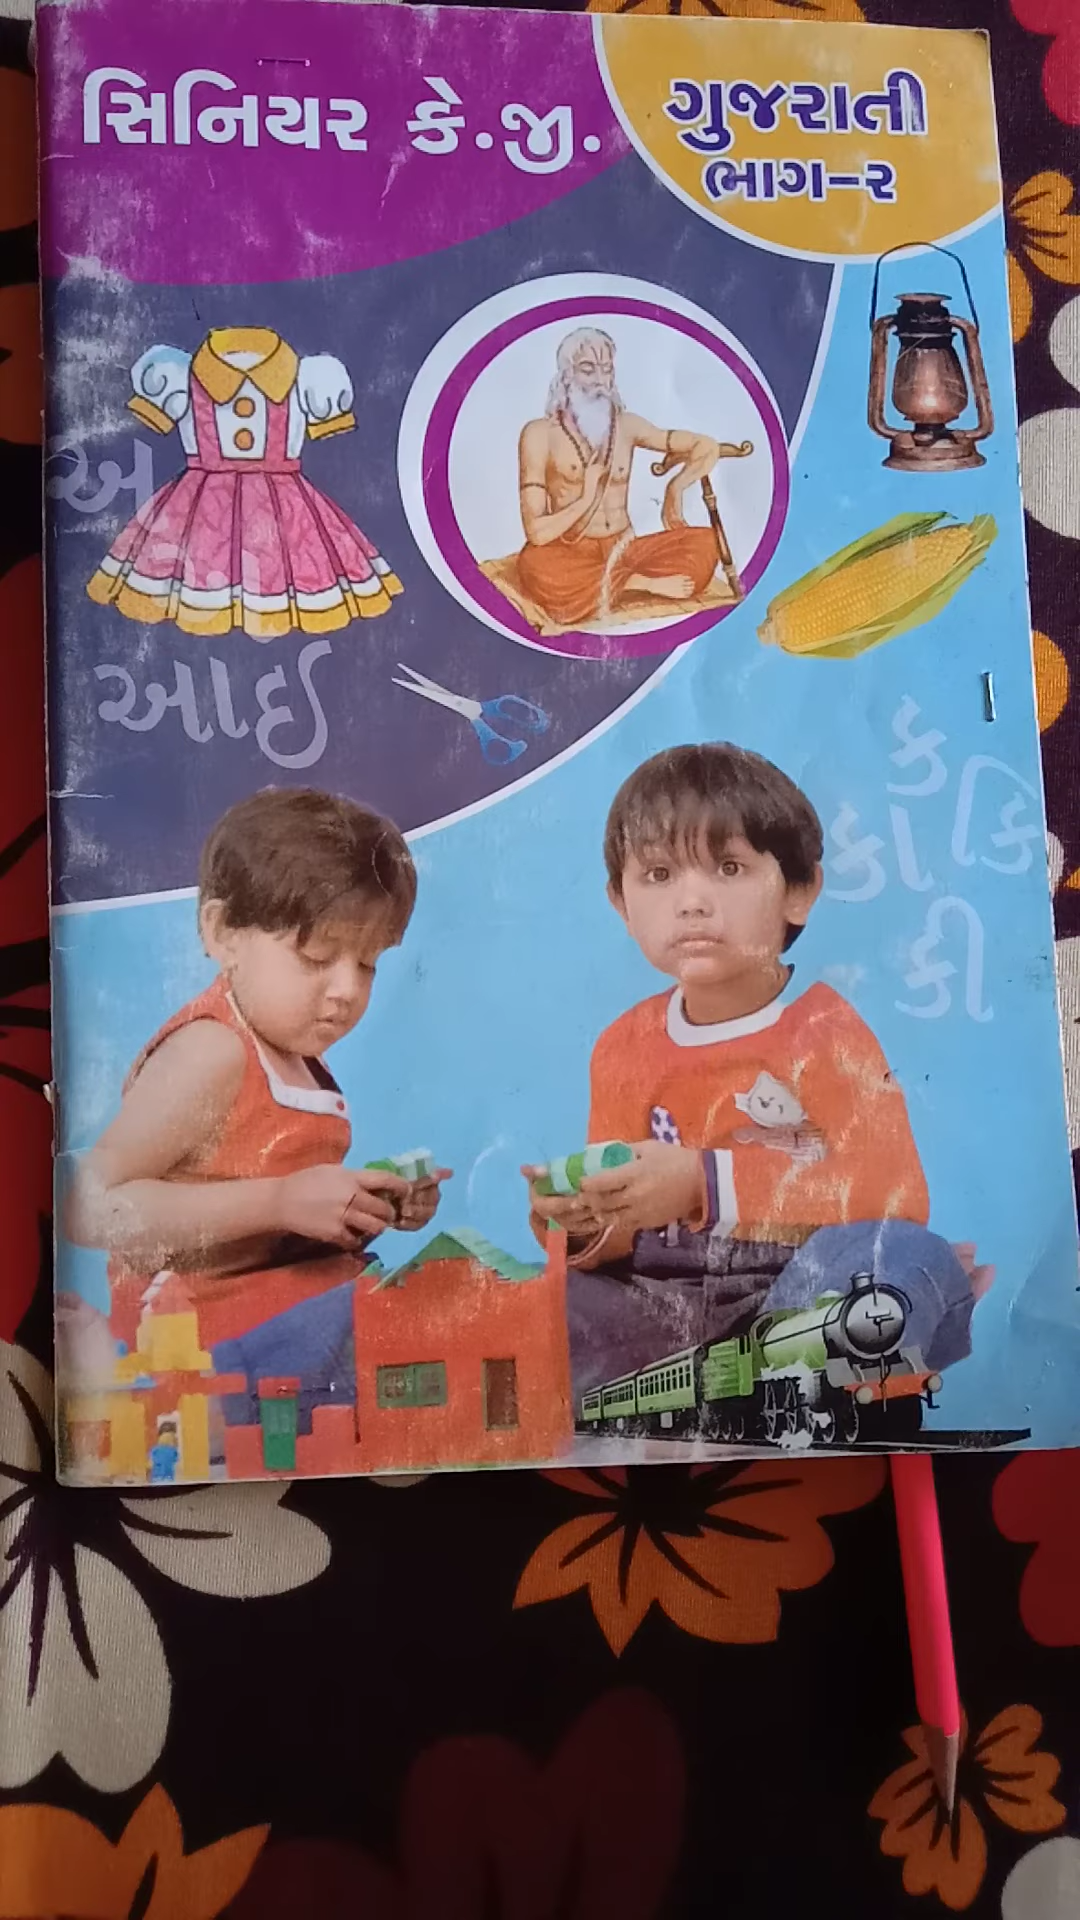 સિનિયર કે.જી.
ગુજરાતી
ભાગ-૨
અ
આઈ
ક
કા કિ
કી